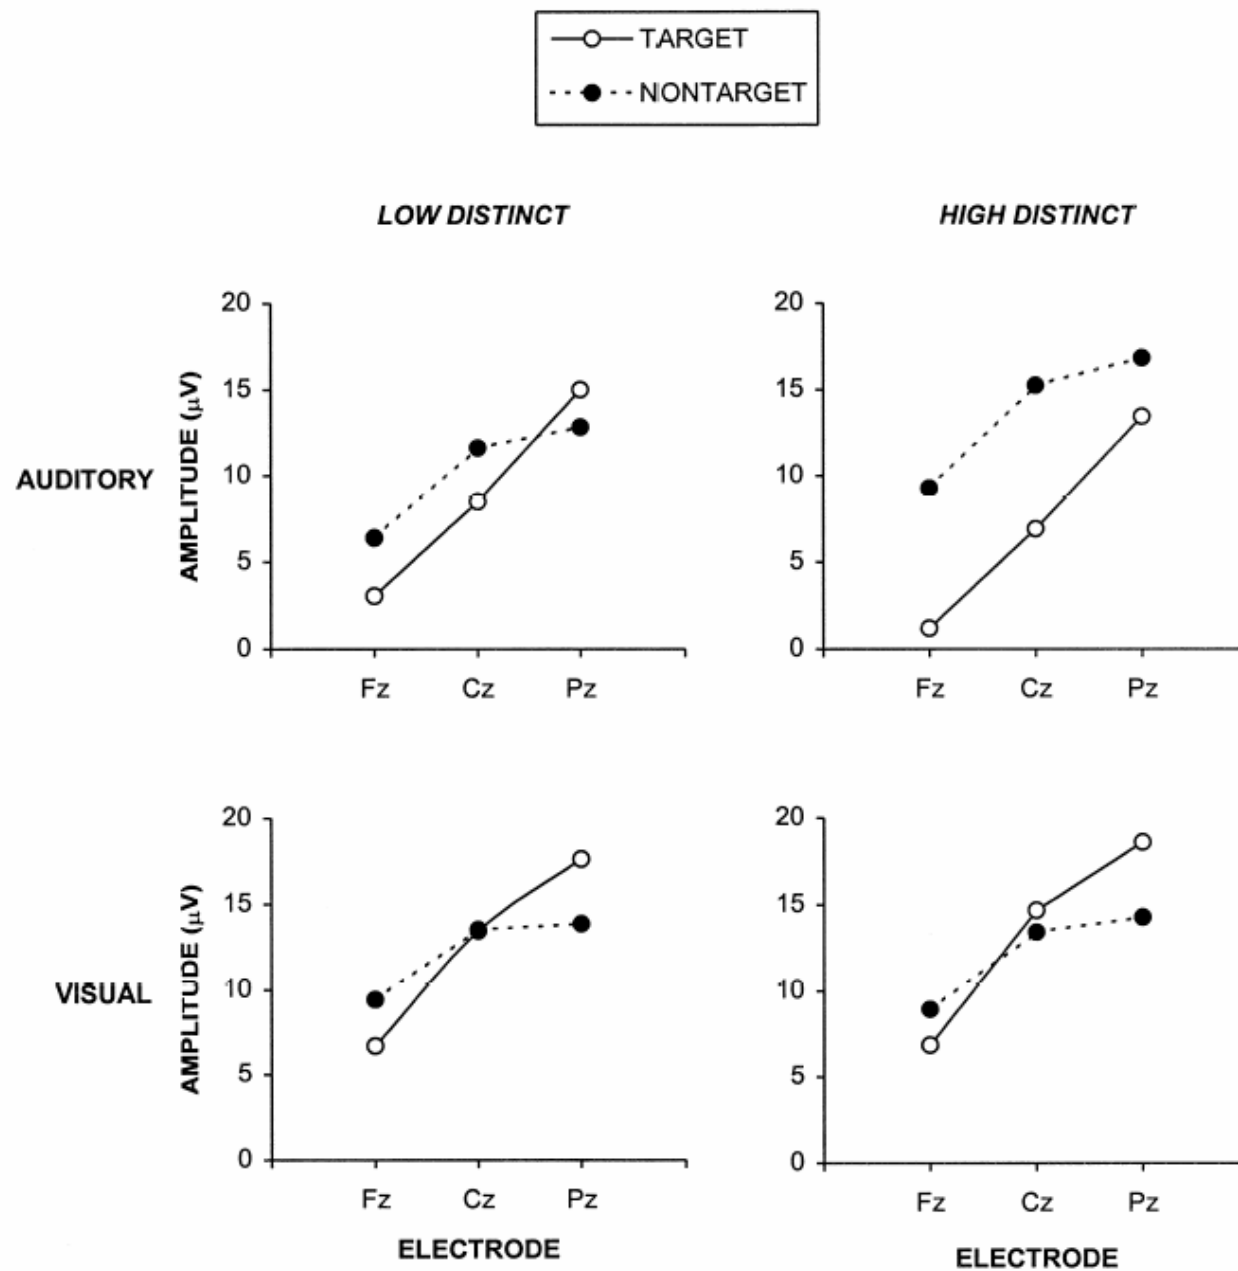 TARGET
NONTARGET
LOW DISTINCT
HIGH DISTINCT
AUDITORY
AMPLITUDE (μV)
20
15
10
5
0
Fz Cz Pz
20
15
10
5
0
Fz Cz Pz
VISUAL
AMPLITUDE (μV)
20
15
10
5
0
Fz Cz Pz
ELECTRODE
20
15
10
5
0
Fz Cz Pz
ELECTRODE